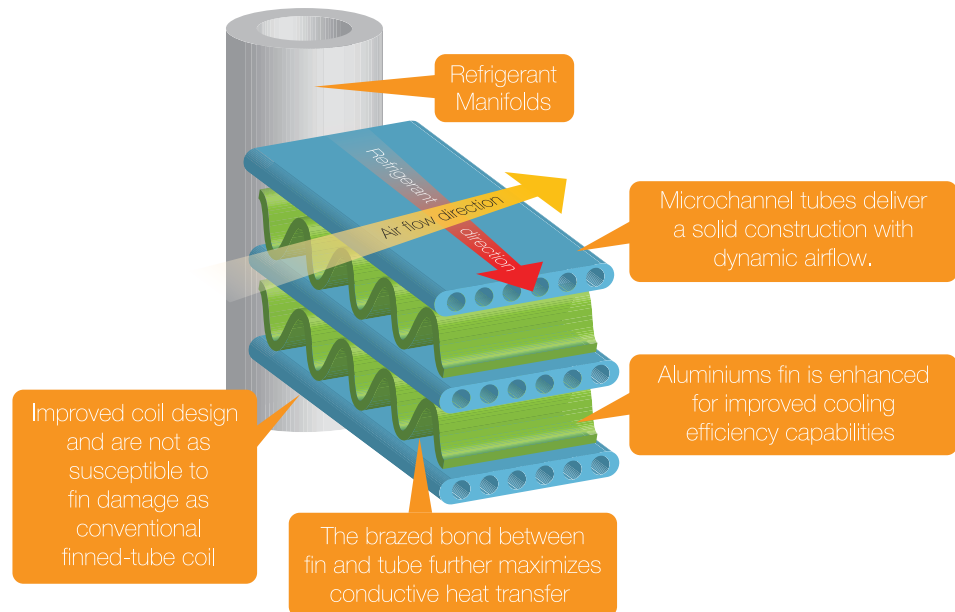 Refrigerant
Manifolds
Refrigerant
direction
Air flow direction
Microchannel tubes deliver
a solid construction with
dynamic airflow.
Aluminiums fin is enhanced
for improved cooling
efficiency capabilities
Improved coil design
and are not as
susceptible to
fin damage as
conventional
finned-tube coil
The brazed bond between
fin and tube further maximizes
conductive heat transfer